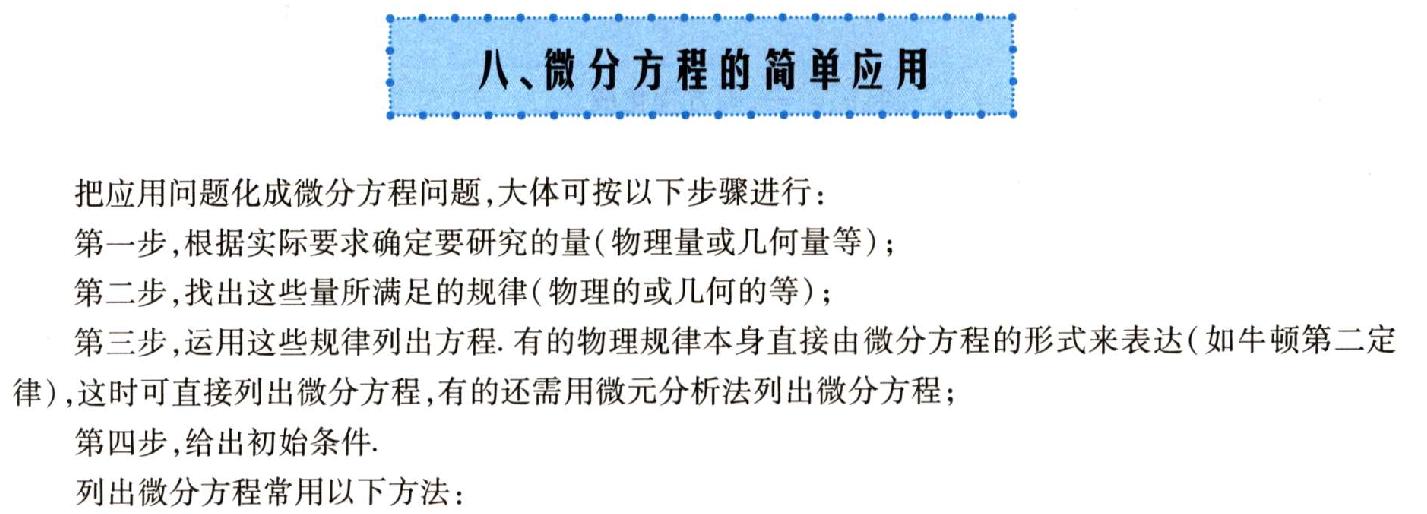 八、微分方程的简单应用
把应用问题化成微分方程问题,大体可按以下步骤进行:
第一步,根据实际要求确定要研究的量(物理量或几何量等);
第二步,找出这些量所满足的规律(物理的或几何的等);
第三步,运用这些规律列出方程.有的物理规律本身直接由微分方程的形式来表达(如牛顿第二定
律),这时可直接列出微分方程,有的还需用微元分析法列出微分方程;
第四步,给出初始条件.
列出微分方程常用以下方法: